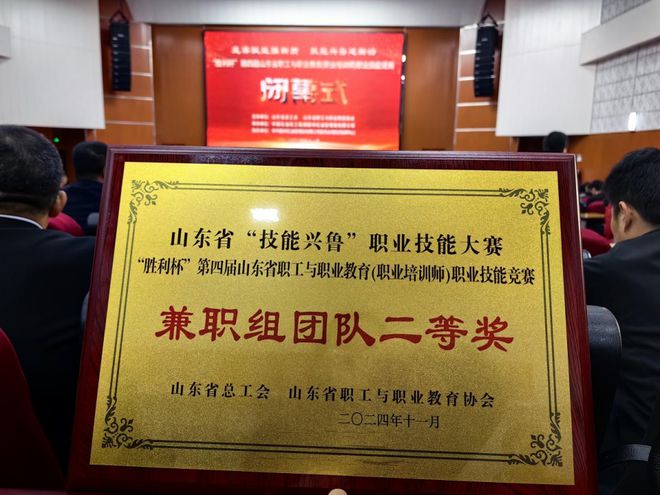 闭幕式
山东省“技能兴鲁”职业技能大赛
“胜利杯”第四届山东省职工与职业教育(职业培训师)职业技能竞赛
兼职组团队二等奖
山东省总工会 山东省职工与职业教育协会
二〇二四年十一月